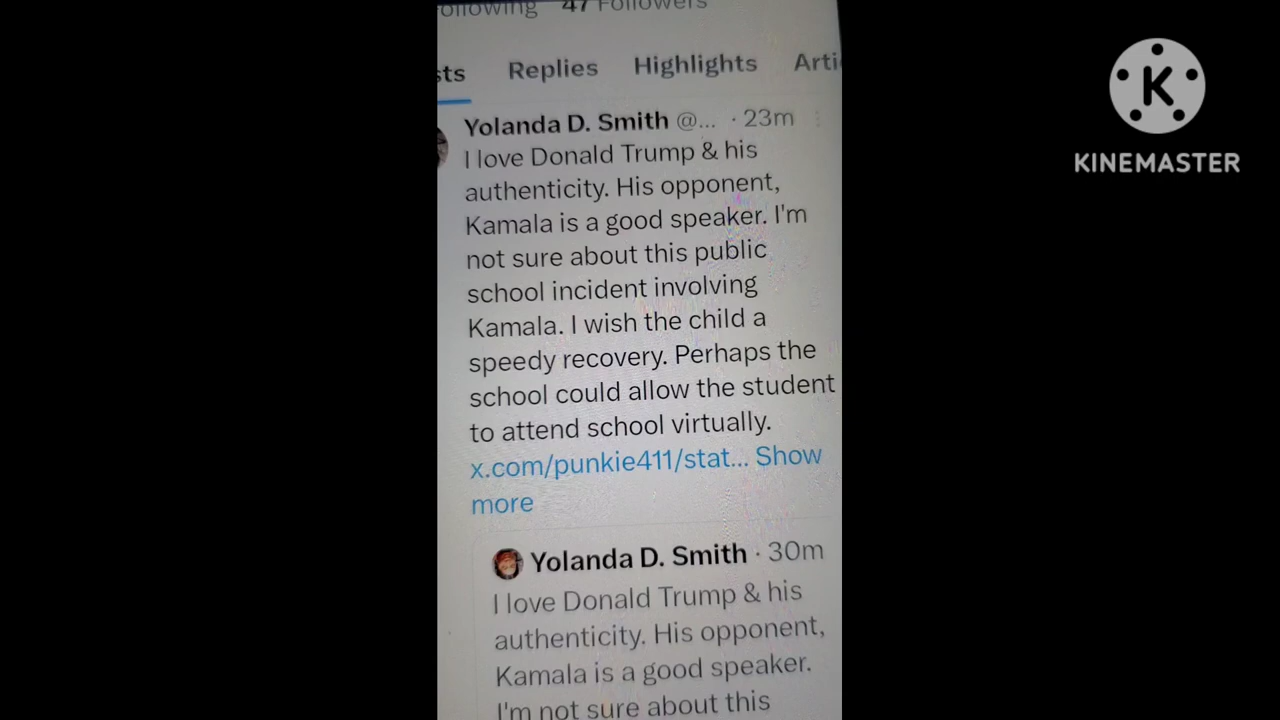 ollowing 47 Followers
sts Replies Highlights Arti
Yolanda D. Smith @... · 23m
I love Donald Trump & his
authenticity. His opponent,
Kamala is a good speaker. I'm
not sure about this public
school incident involving
Kamala. I wish the child a
speedy recovery. Perhaps the
school could allow the student
to attend school virtually.
x.com/punkie411/stat... Show
more
Yolanda D. Smith · 30m
I love Donald Trump & his
authenticity. His opponent,
Kamala is a good speaker.
I'm not sure about this
K
KINEMASTER